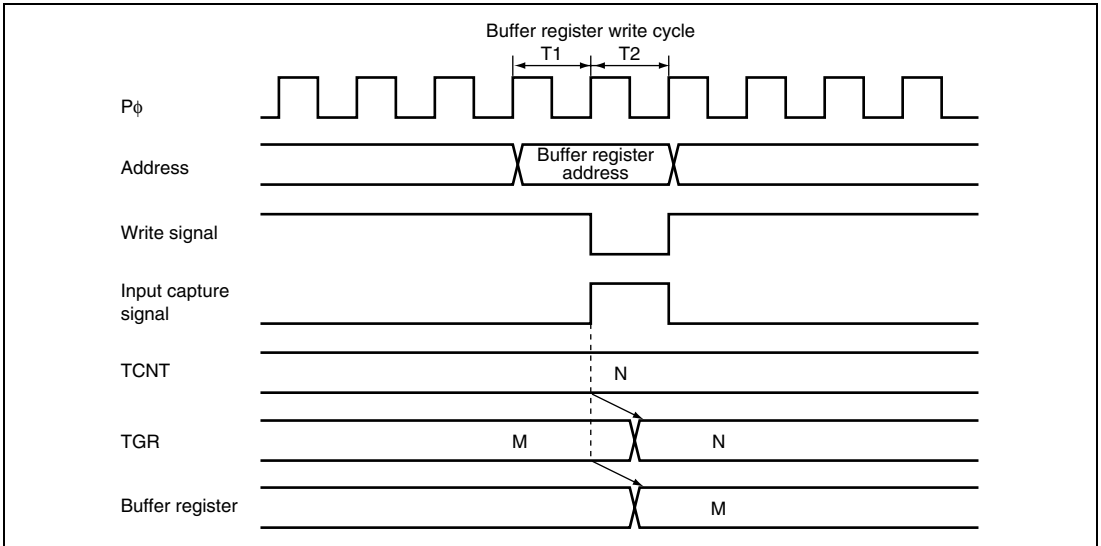 Buffer register write cycle
T1 T2
Pϕ
Address
Buffer register
address
Write signal
Input capture
signal
TCNT
N
TGR
M N
Buffer register
M